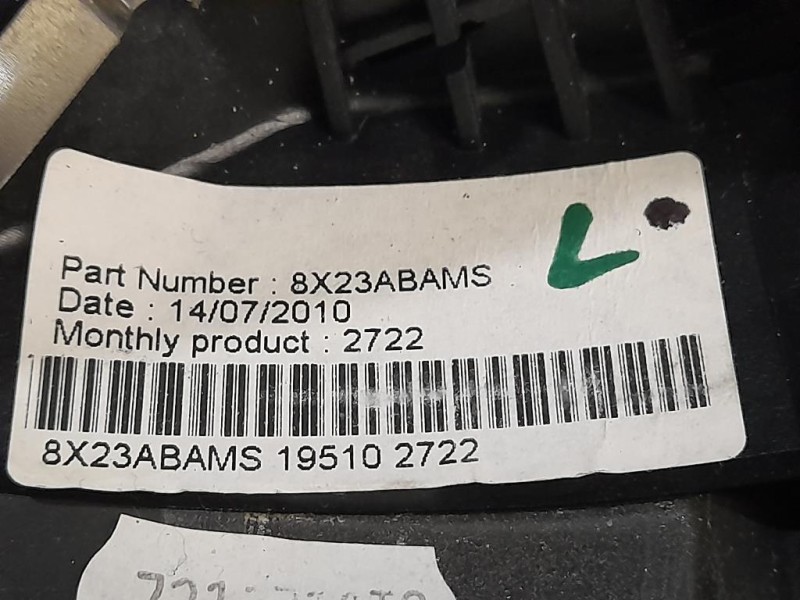 L
Part Number : 8X23ABAMS
Date : 14/07/2010
Monthly product : 2722
8X23ABAMS 19510 2722